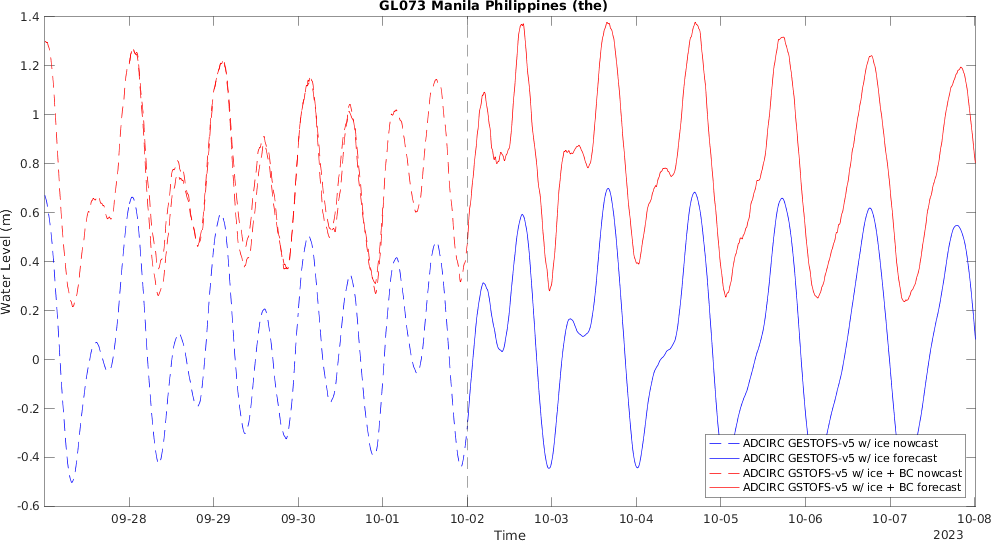 GL073 Manila Philippines (the)
1.4
1.2
1
0.8
0.6
0.4
0.2
0
-0.2
-0.4
-0.6
Water Level (m)
ADCIRC GESTOFS-v5 w/ ice nowcast
ADCIRC GESTOFS-v5 w/ ice forecast
ADCIRC GSTOFS-v5 w/ ice + BC nowcast
ADCIRC GSTOFS-v5 w/ ice + BC forecast
09-28 09-29 09-30 10-01 10-02 10-03 10-04 10-05 10-06 10-07 10-08
Time
2023